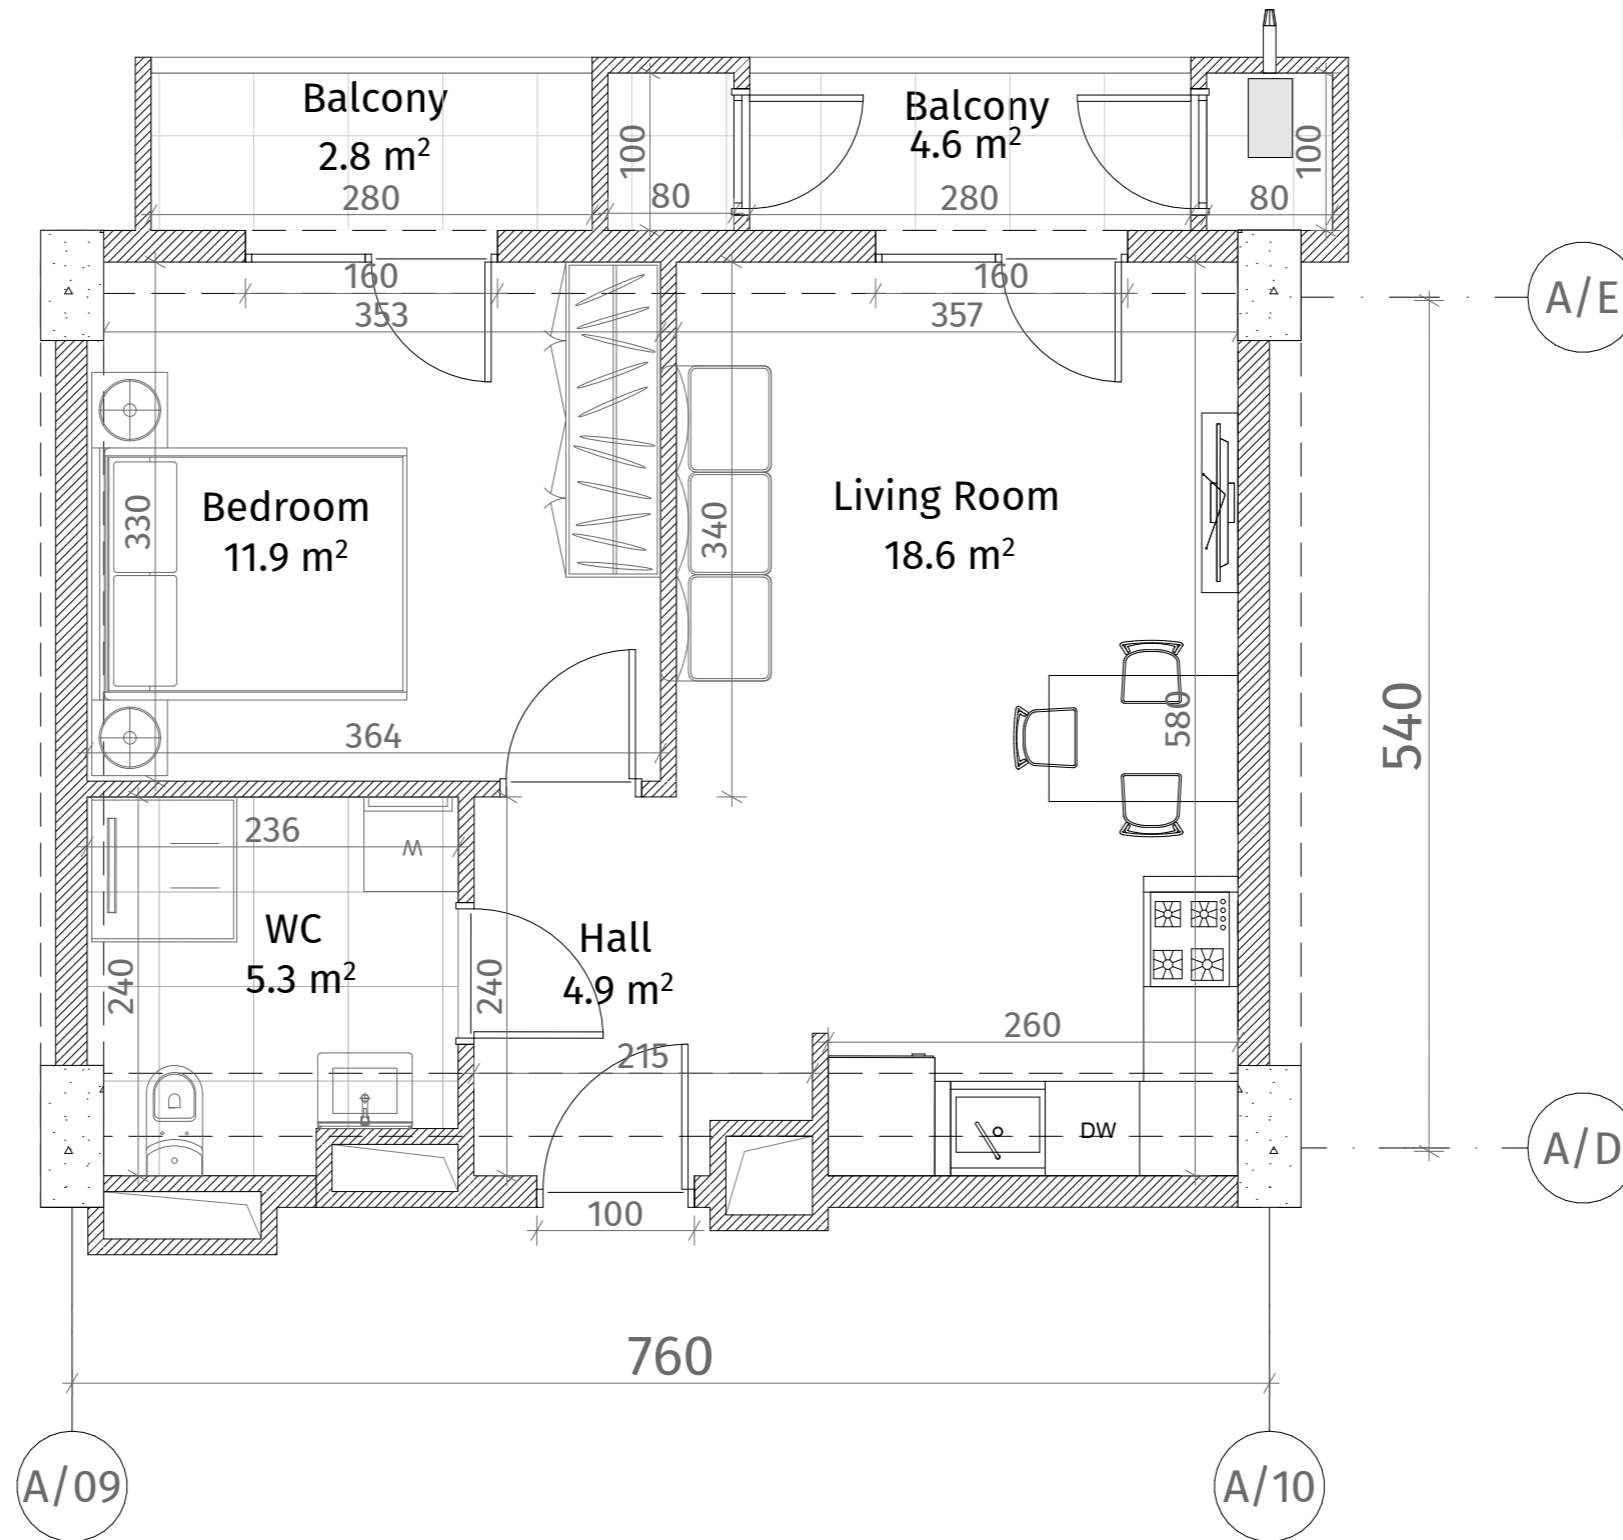 Balcony
2.8 m²
280
100
80
Balcony
4.6 m²
280
100
80
160
353
160
357
A/E
330
Bedroom
11.9 m²
340
Living Room
18.6 m²
364
580
540
236
W
WC
5.3 m²
240
Hall
4.9 m²
240
215
260
DW
A/D
100
760
A/09
A/10